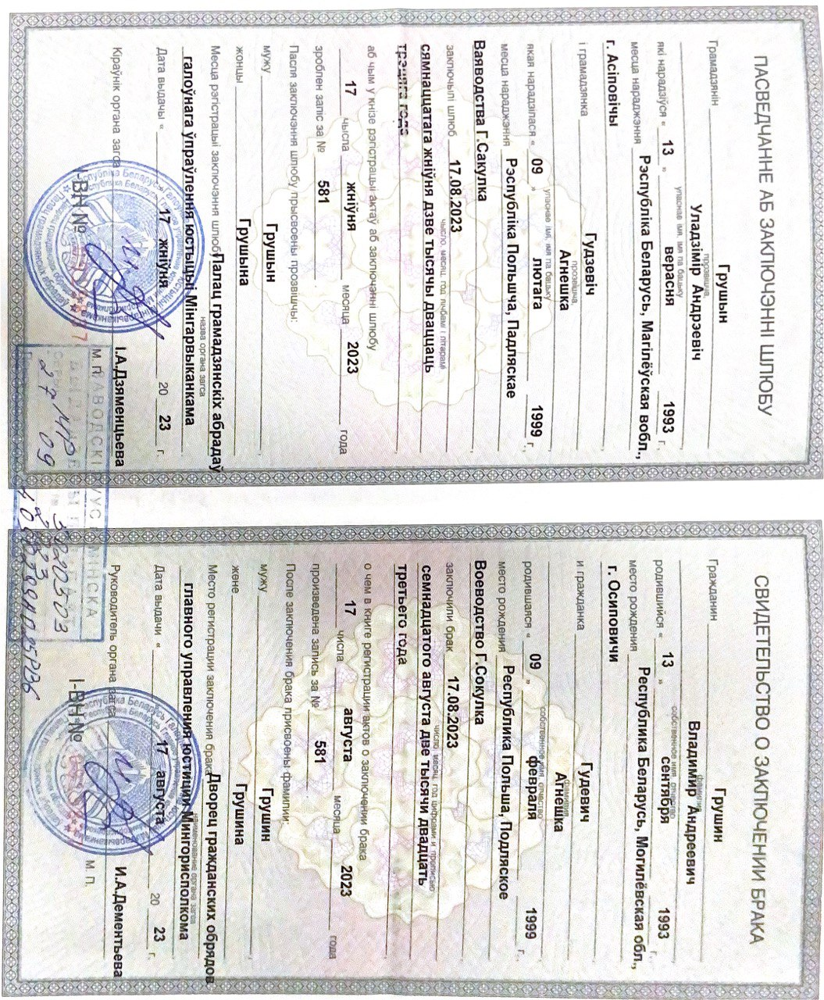 ПАСВЕДЧАННЕ АБ ЗАКЛЮЧЭННІ ШЛЮБУ
Грамадзянін Грушын
прозвішча,
Уладзімір Андрэевіч
уласнае імя, імя па бацьку
які нарадзіўся « 13 » верасня 1993 г.,
месца нараджэння Рэспубліка Беларусь, Магілёўская вобл.,
г. Асіповічы
і грамадзянка Гудзевіч
прозвішча,
Агнешка
уласнае імя, імя па бацьку
якая нарадзілася « 09 » лютага 1999 г.,
месца нараджэння Рэспубліка Польшча, Падляскае
Ваяводства Г.Сакулка
заключылі шлюб 17.08.2023
число, месяц, год лічбамі і літарамі
сямнаццатага жніўня дзве тысячы дваццаць
трэцяга года
аб чым у кнізе рэгістрацыі актаў аб заключэнні шлюбу
17 числа жніўня месяца 2023 года
зроблен запіс за № 581
Пасля заключэння шлюбу прысвоены прозвішчы:
мужу Грушын
жонцы Грушына
Месца рэгістрацыі заключэння шлюбу Палац грамадзянскіх абрадаў
назва органа загса
галоўнага ўпраўлення юстыцыі Мінгарвыканкама
Дата выдачы « 17 жніўня 20 23 г.
Кіраўнік органа загса І.А.Дзяменцьева
М.П.
І-ВН №
СВИДЕТЕЛЬСТВО О ЗАКЛЮЧЕНИИ БРАКА
Гражданин Грушин
фамилия,
Владимир Андреевич
собственное имя, отчество
родившийся « 13 » сентября 1993 г.,
место рождения Республика Беларусь, Могилёвская обл.,
г. Осиповичи
и гражданка Гудевич
фамилия,
Агнешка
собственное имя, отчество
родившаяся « 09 » февраля 1999 г.,
место рождения Республика Польша, Подляское
Воеводство Г.Сокулка
заключили брак 17.08.2023
число, месяц, год цифрами и прописью
семнадцатого августа две тысячи двадцать
третьего года
о чем в книге регистрации актов о заключении брака
17 числа августа месяца 2023 года
произведена запись за № 581
После заключения брака присвоены фамилии:
мужу Грушин
жене Грушина
Место регистрации заключения брака Дворец гражданских обрядов
наименование органа загса
главного управления юстиции Мингорисполкома
Дата выдачи « 17 августа 20 23 г.
Руководитель органа загса И.А.Дементьева
М.П.
І-ВН №